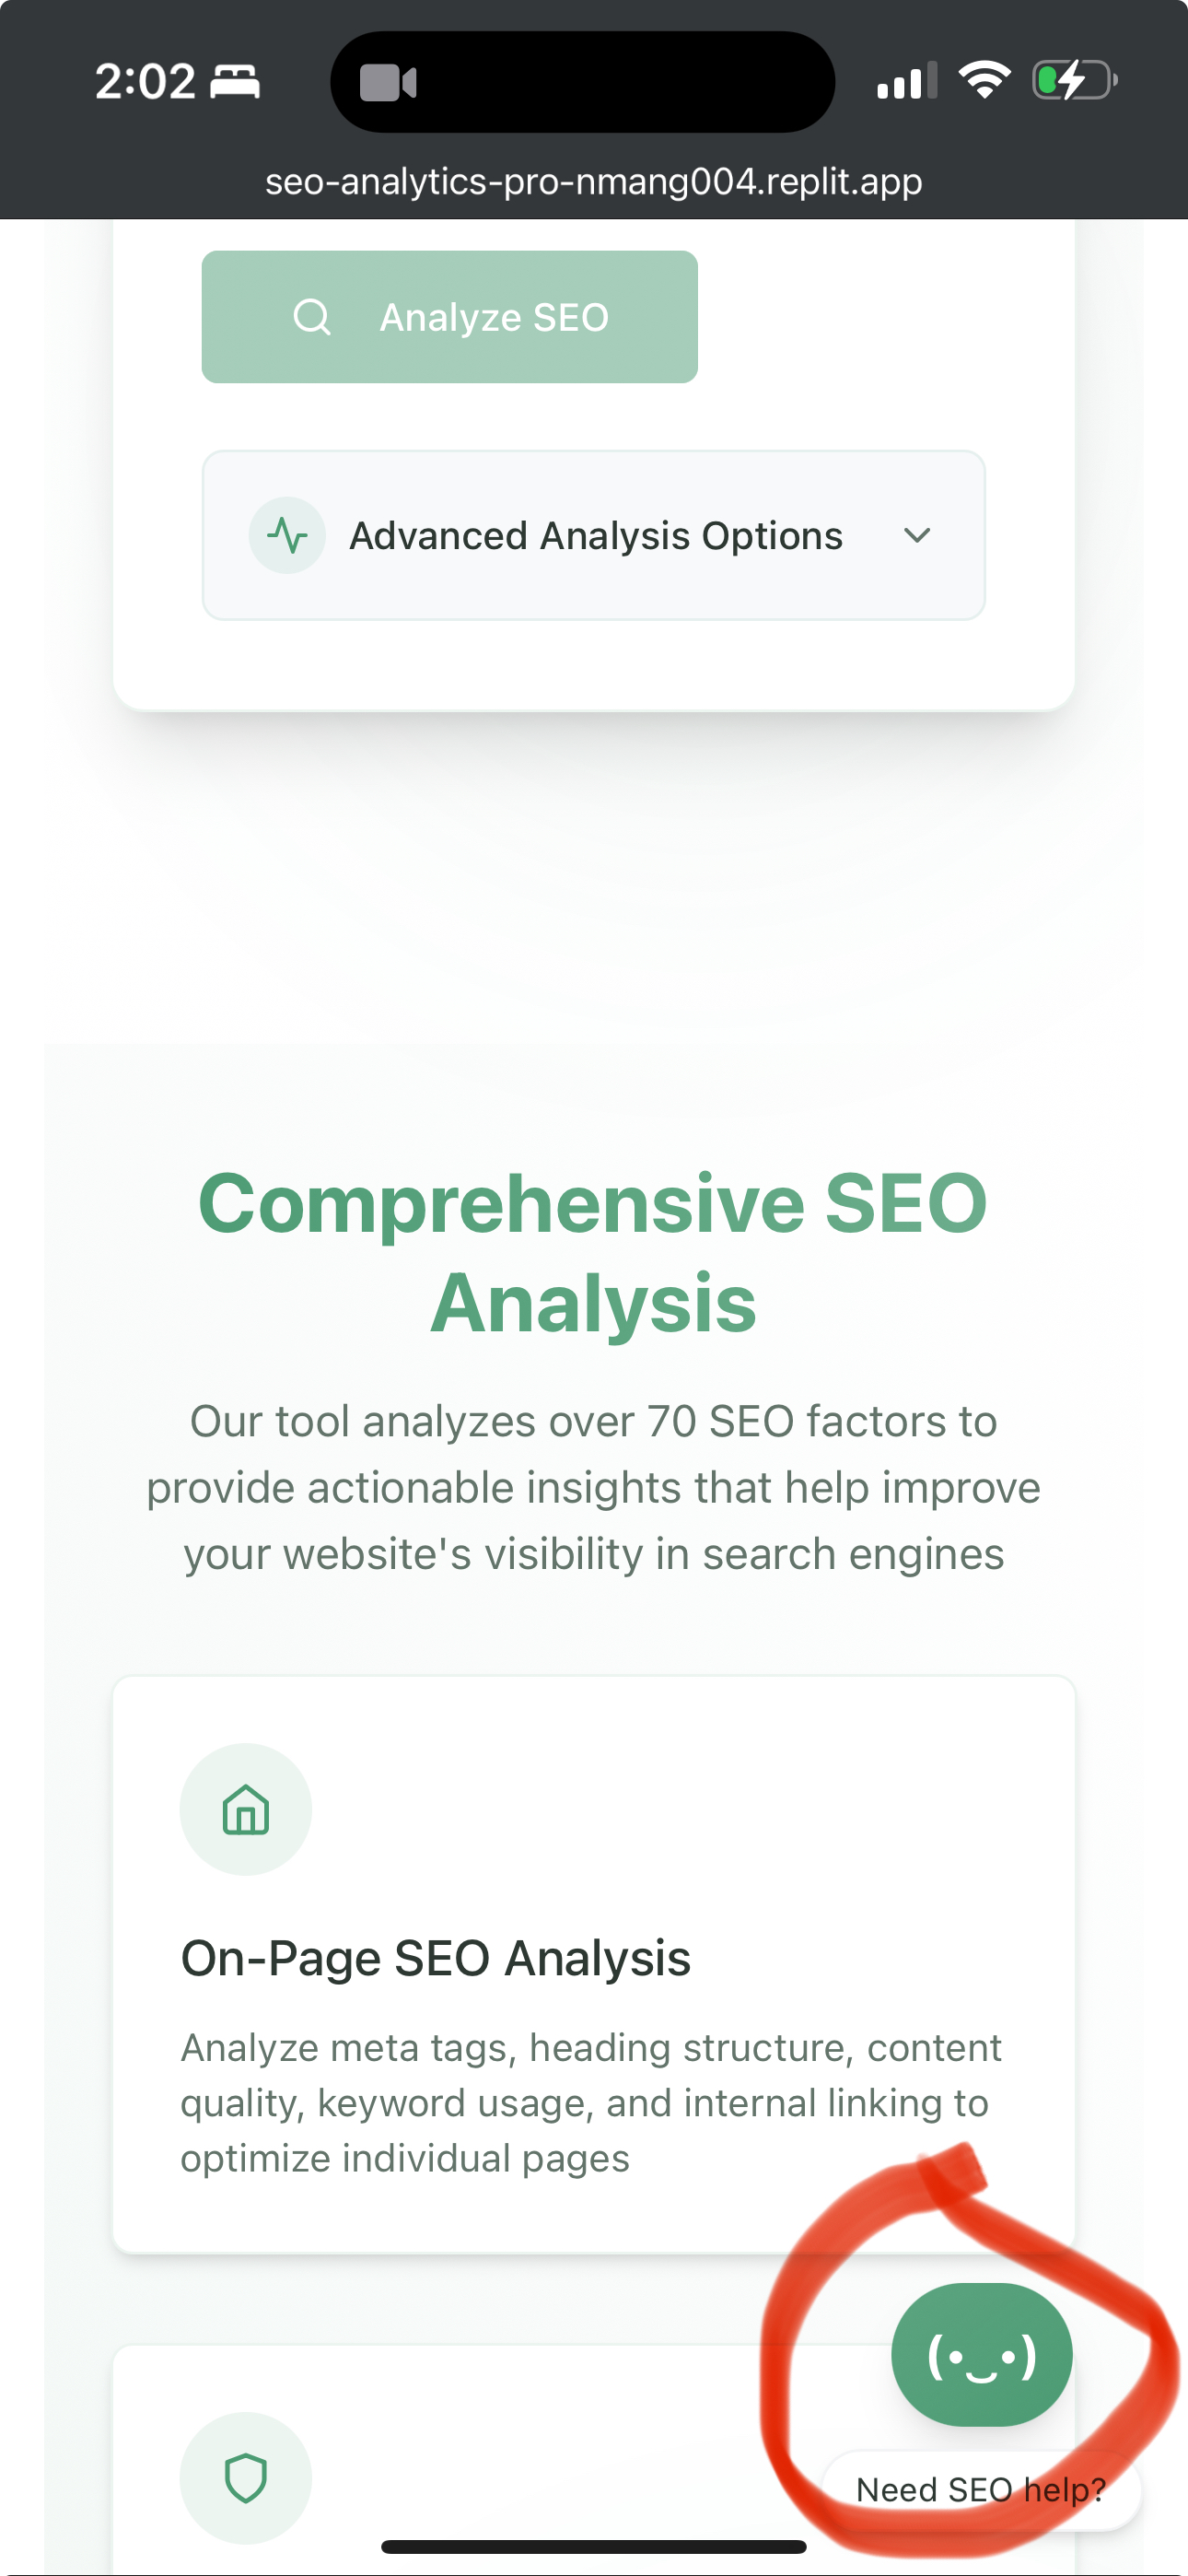 2:02
seo-analytics-pro-nmang004.replit.app
Analyze SEO
Advanced Analysis Options
Comprehensive SEO
Analysis
Our tool analyzes over 70 SEO factors to
provide actionable insights that help improve
your website's visibility in search engines
On-Page SEO Analysis
Analyze meta tags, heading structure, content
quality, keyword usage, and internal linking to
optimize individual pages
(•‿•)
Need SEO help?